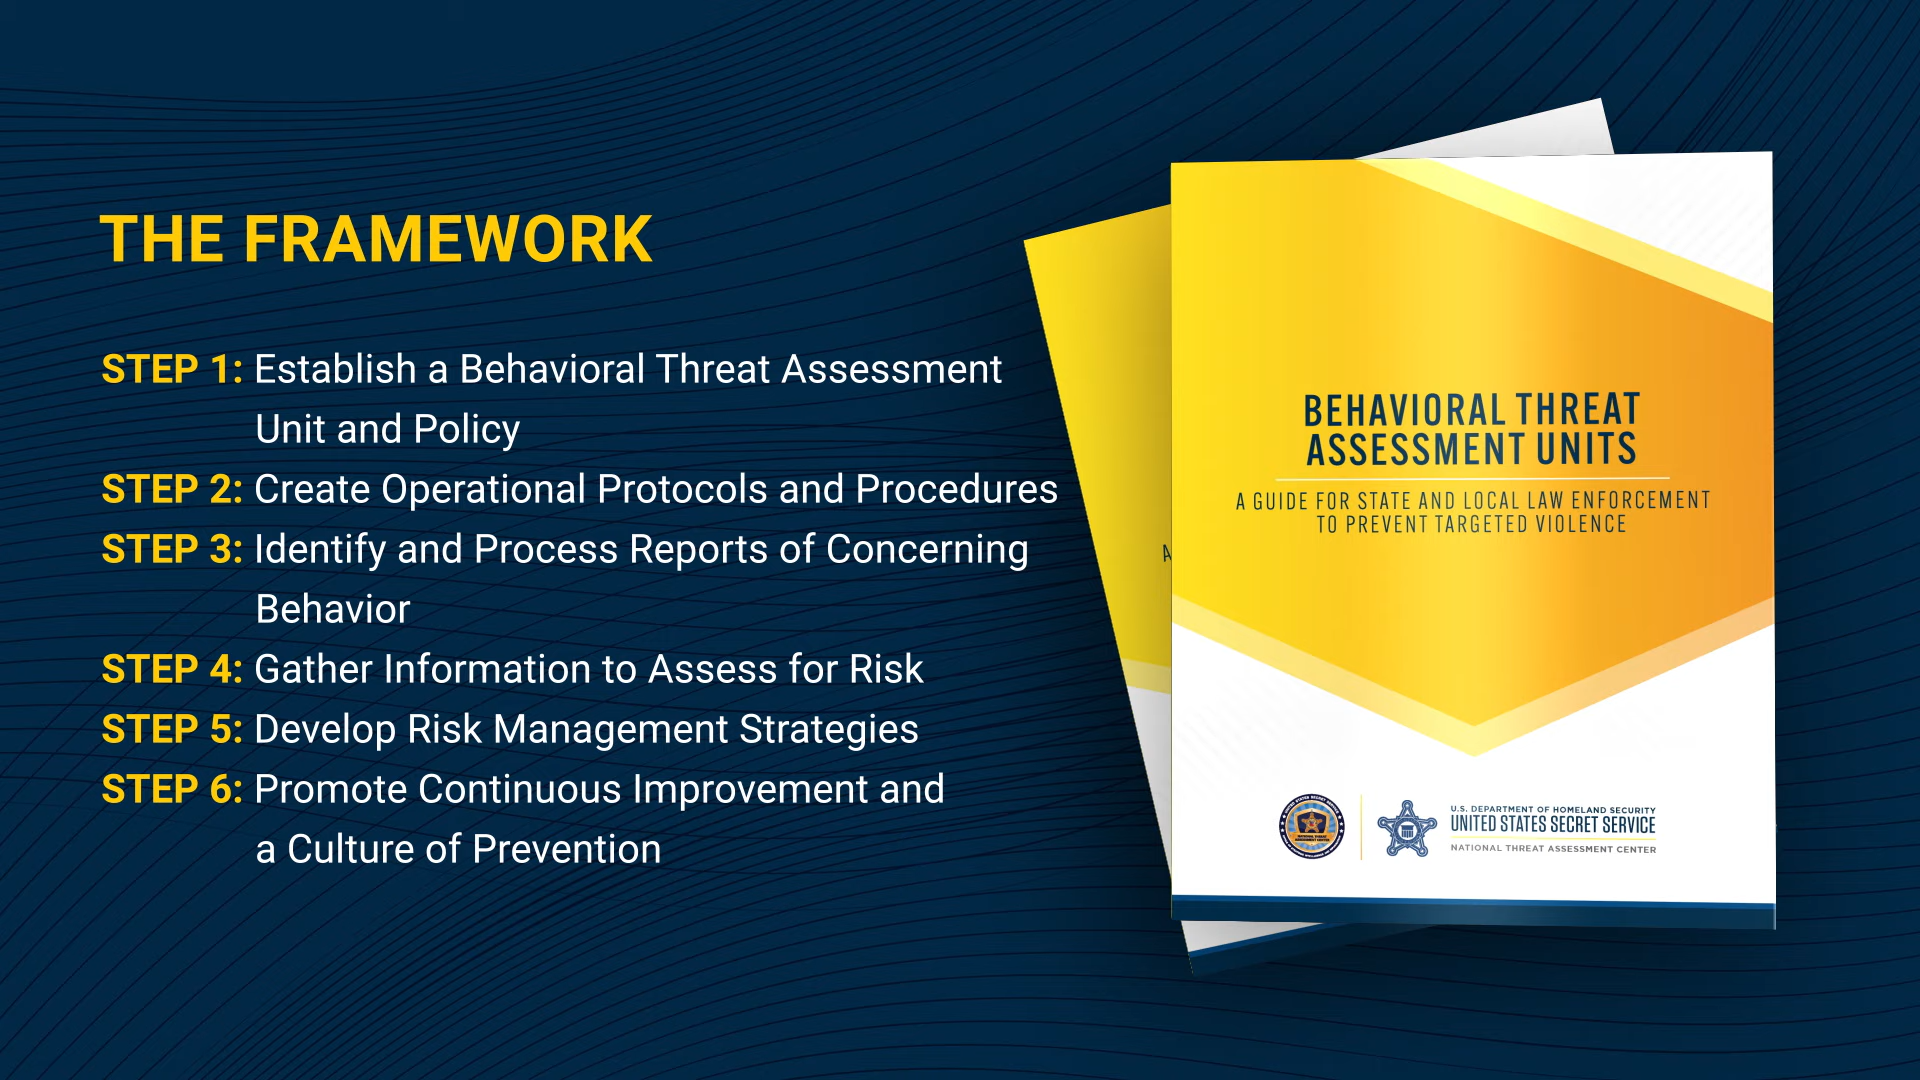 THE FRAMEWORK
STEP 1: Establish a Behavioral Threat Assessment
Unit and Policy
STEP 2: Create Operational Protocols and Procedures
STEP 3: Identify and Process Reports of Concerning
Behavior
STEP 4: Gather Information to Assess for Risk
STEP 5: Develop Risk Management Strategies
STEP 6: Promote Continuous Improvement and
a Culture of Prevention
BEHAVIORAL THREAT
ASSESSMENT UNITS
A GUIDE FOR STATE AND LOCAL LAW ENFORCEMENT
TO PREVENT TARGETED VIOLENCE
A
U.S. DEPARTMENT OF HOMELAND SECURITY
UNITED STATES SECRET SERVICE
NATIONAL THREAT ASSESSMENT CENTER